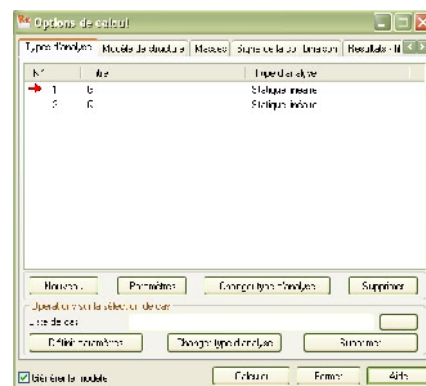 Options de calcul
Types d'analyse Modèle de structure Masses Signe de la combinaison Résultats - fil
N° Titre Type d'analyse
1 G Statique linéaire
2 Statique linéaire
Nouveau Paramètres Changer type d'analyse Supprimer
Opérations sur la sélection de cas
Liste de cas
Définir paramètres Changer type d'analyse Supprimer
Générer le modèle Calculer Fermer Aide